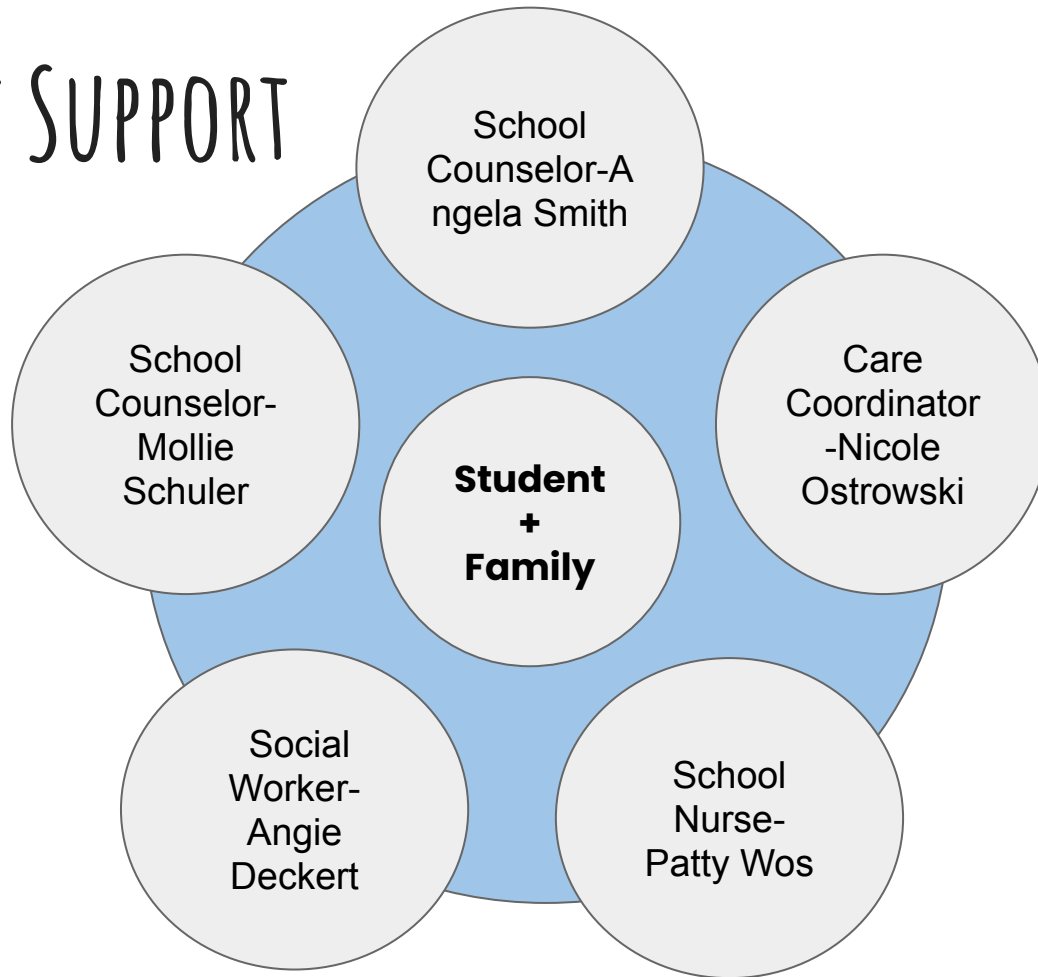 SUPPORT
School
Counselor-A
ngela Smith
School
Counselor-
Mollie
Schuler
Care
Coordinator
-Nicole
Ostrowski
Student
+
Family
Social
Worker-
Angie
Deckert
School
Nurse-
Patty Wos